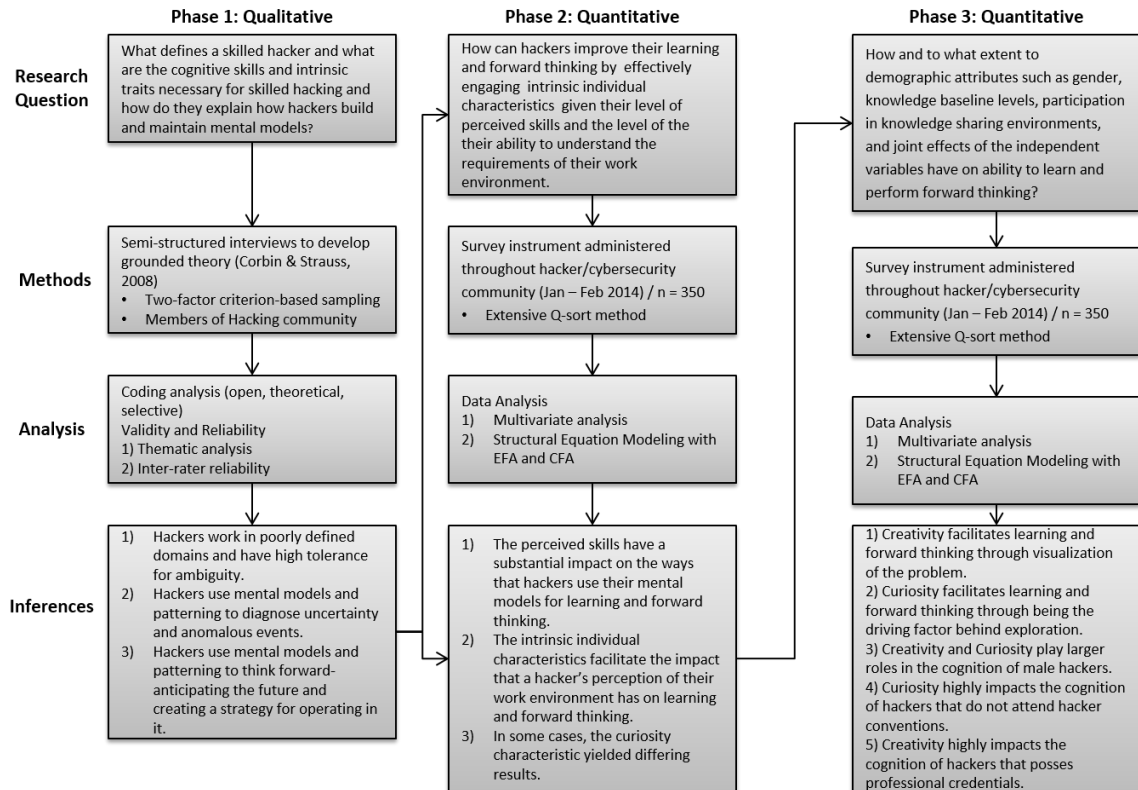 Phase 1: Qualitative
Phase 2: Quantitative
Phase 3: Quantitative
Research
Question
What defines a skilled hacker and what
are the cognitive skills and intrinsic
traits necessary for skilled hacking and
how do they explain how hackers build
and maintain mental models?
How can hackers improve their learning
and forward thinking by effectively
engaging intrinsic individual
characteristics given their level of
perceived skills and the level of the
their ability to understand the
requirements of their work
environment.
How and to what extent to
demographic attributes such as gender,
knowledge baseline levels, participation
in knowledge sharing environments,
and joint effects of the independent
variables have on ability to learn and
perform forward thinking?
Methods
Semi-structured interviews to develop
grounded theory (Corbin & Strauss,
2008)
• Two-factor criterion-based sampling
• Members of Hacking community
Survey instrument administered
throughout hacker/cybersecurity
community (Jan – Feb 2014) / n = 350
• Extensive Q-sort method
Survey instrument administered
throughout hacker/cybersecurity
community (Jan – Feb 2014) / n = 350
• Extensive Q-sort method
Analysis
Coding analysis (open, theoretical,
selective)
Validity and Reliability
1) Thematic analysis
2) Inter-rater reliability
Data Analysis
1) Multivariate analysis
2) Structural Equation Modeling with
EFA and CFA
Data Analysis
1) Multivariate analysis
2) Structural Equation Modeling with
EFA and CFA
Inferences
1) Hackers work in poorly defined
domains and have high tolerance
for ambiguity.
2) Hackers use mental models and
patterning to diagnose uncertainty
and anomalous events.
3) Hackers use mental models and
patterning to think forward-
anticipating the future and
creating a strategy for operating in
it.
1) The perceived skills have a
substantial impact on the ways
that hackers use their mental
models for learning and forward
thinking.
2) The intrinsic individual
characteristics facilitate the impact
that a hacker's perception of their
work environment has on learning
and forward thinking.
3) In some cases, the curiosity
characteristic yielded differing
results.
1) Creativity facilitates learning and
forward thinking through visualization
of the problem.
2) Curiosity facilitates learning and
forward thinking through being the
driving factor behind exploration.
3) Creativity and Curiosity play larger
roles in the cognition of male hackers.
4) Curiosity highly impacts the cognition
of hackers that do not attend hacker
conventions.
5) Creativity highly impacts the
cognition of hackers that posses
professional credentials.